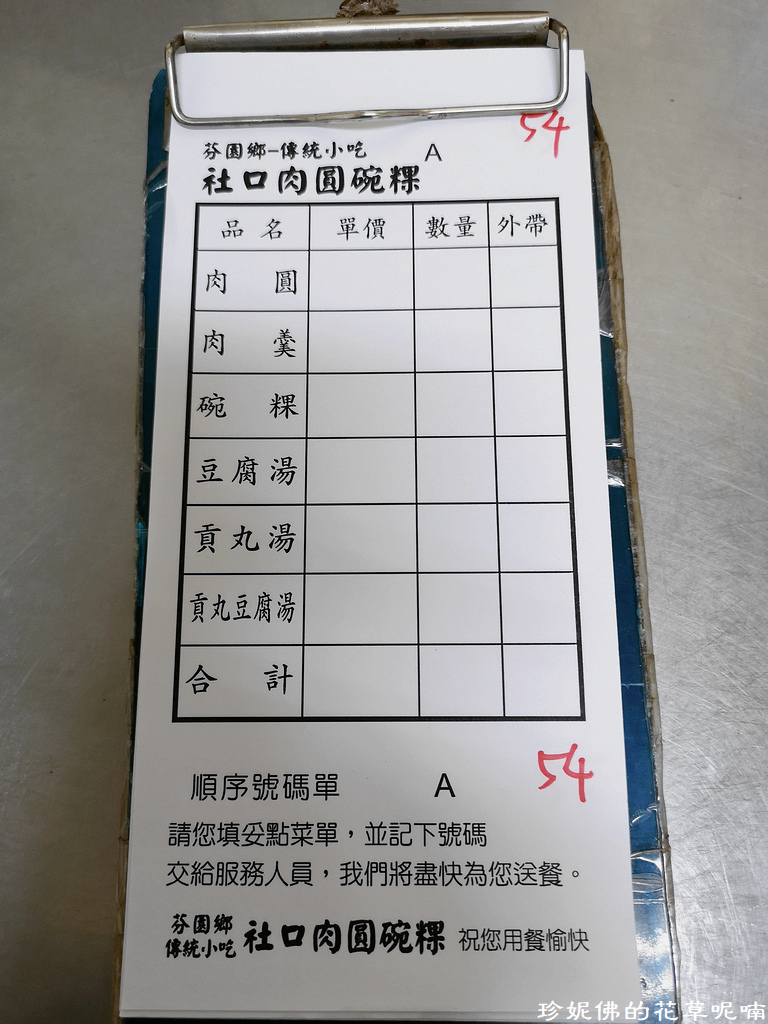 54
芬園鄉-傳統小吃 A
社口肉圓碗粿
品名 單價 數量 外帶
肉圓
肉羹
碗粿
豆腐湯
貢丸湯
貢丸豆腐湯
合計
順序號碼單 A 54
請您填妥點菜單，並記下號碼
交給服務人員，我們將盡快為您送餐。
芬園鄉
傳統小吃 社口肉圓碗粿 祝您用餐愉快
珍妮佛的花草呢喃